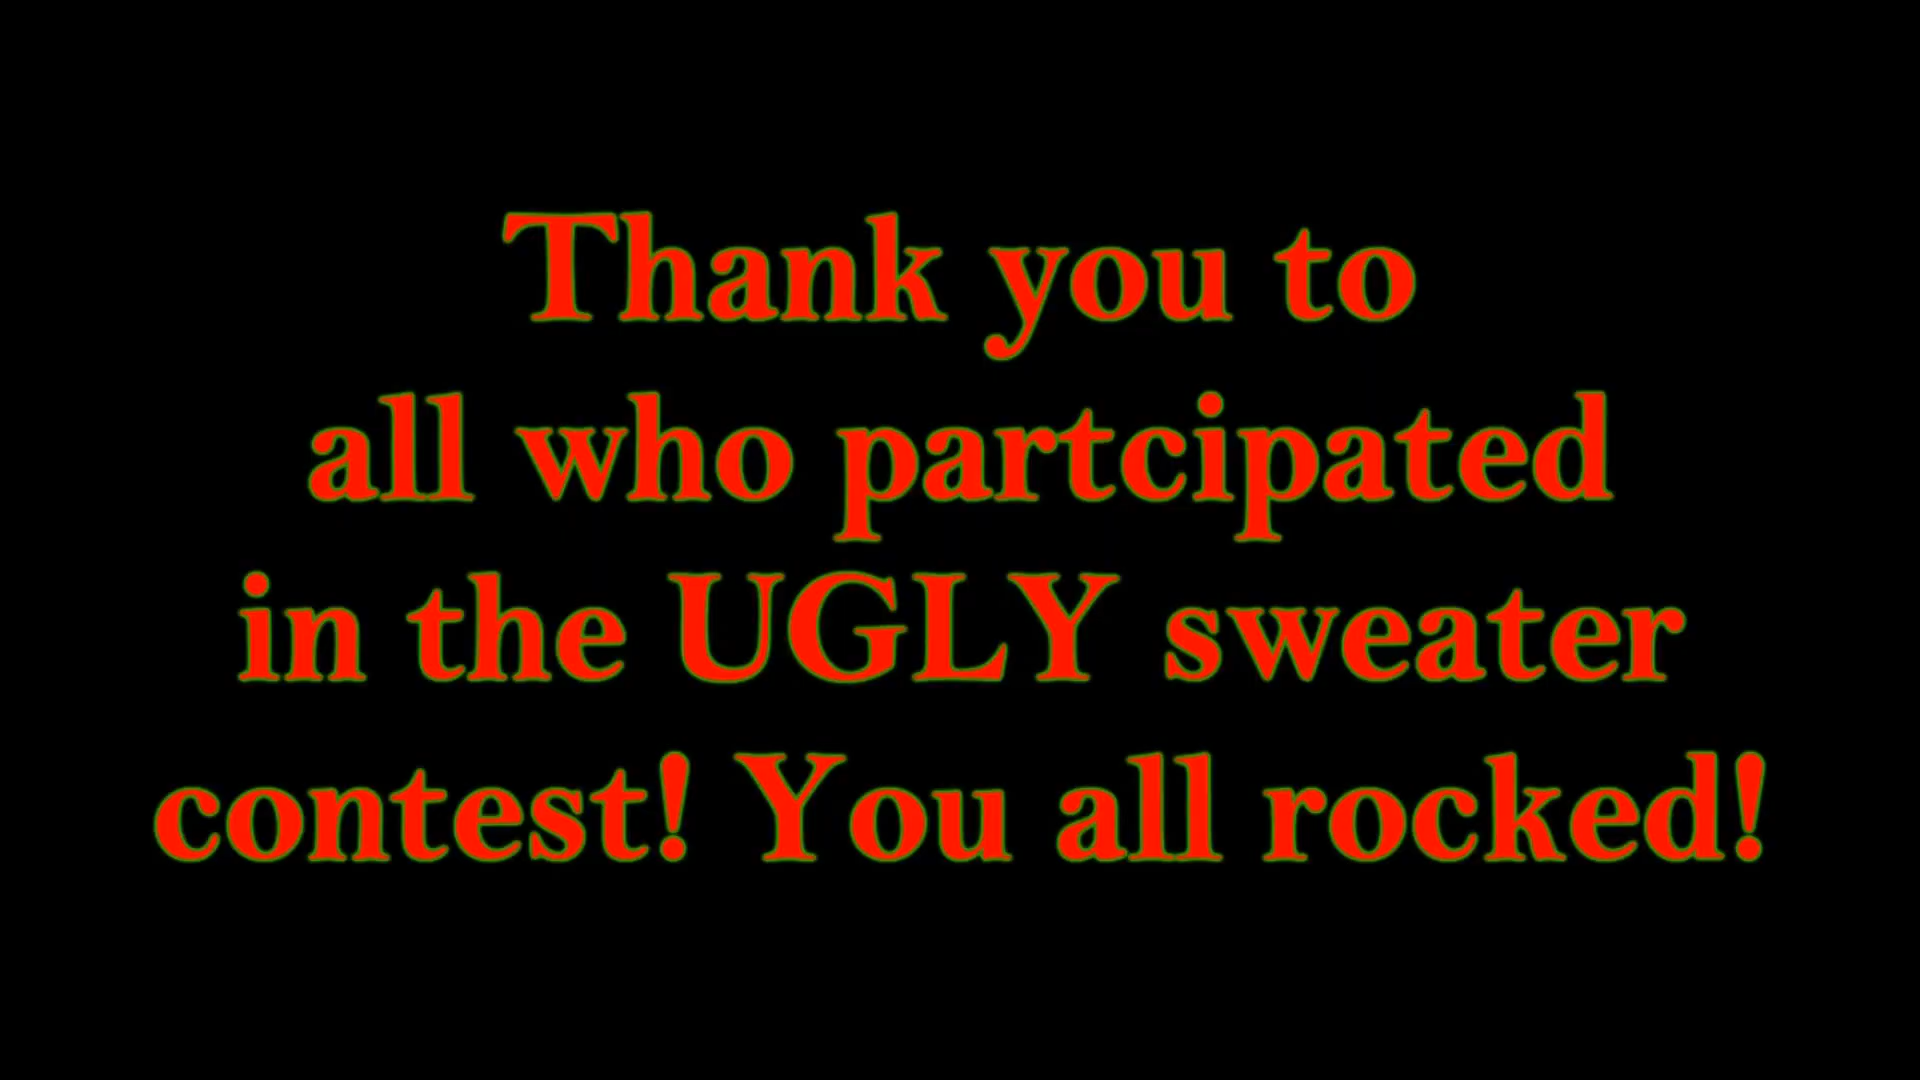 Thank you to
all who partcipated
in the UGLY sweater
contest! You all rocked!